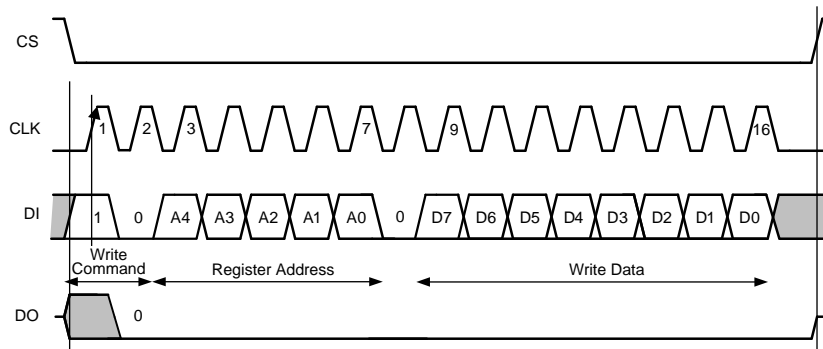 CS
CLK 1 2 3 7 9 16
DI 1 0 A4 A3 A2 A1 A0 0 D7 D6 D5 D4 D3 D2 D1 D0
Write
Command
Register Address
Write Data
DO 0